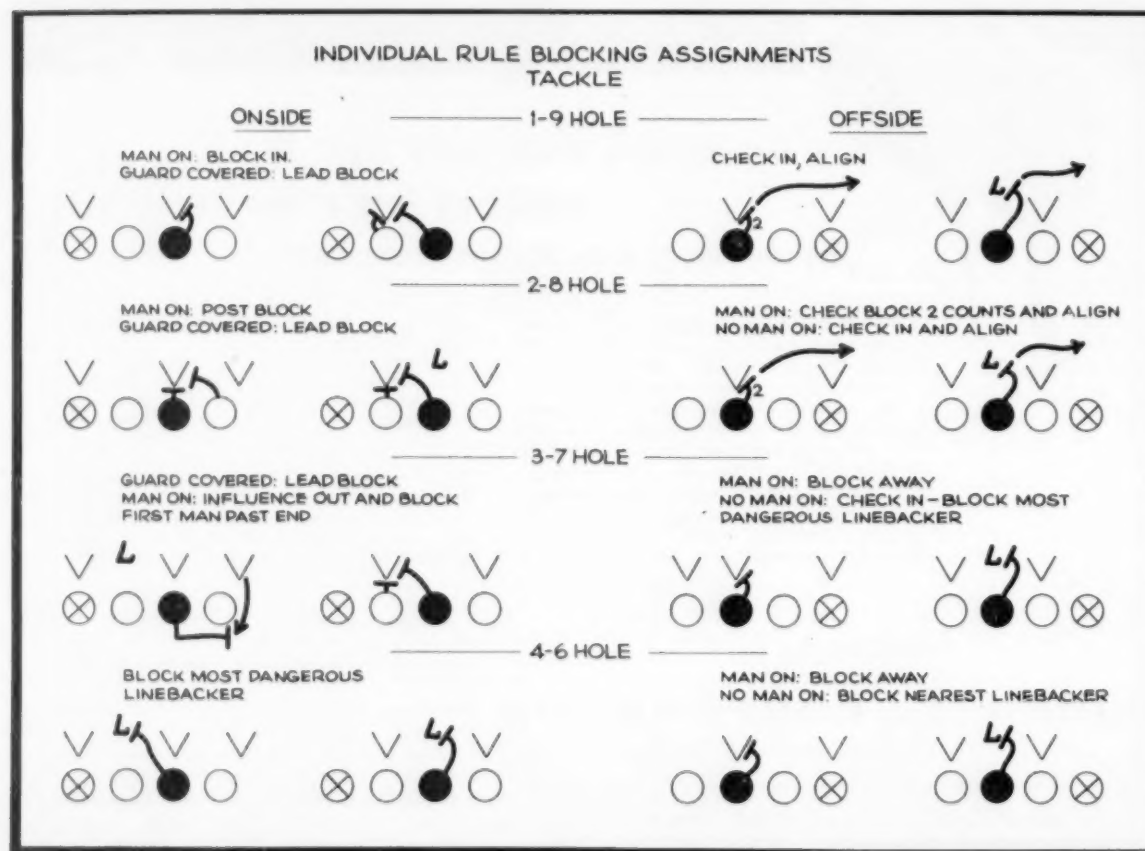 INDIVIDUAL RULE BLOCKING ASSIGNMENTS
TACKLE
ONSIDE
1-9 HOLE
OFFSIDE
MAN ON: BLOCK IN.
GUARD COVERED: LEAD BLOCK
CHECK IN, ALIGN
2
L
2-8 HOLE
MAN ON: POST BLOCK
GUARD COVERED: LEAD BLOCK
MAN ON: CHECK BLOCK 2 COUNTS AND ALIGN
NO MAN ON: CHECK IN AND ALIGN
L
2
L
3-7 HOLE
GUARD COVERED: LEAD BLOCK
MAN ON: INFLUENCE OUT AND BLOCK
FIRST MAN PAST END
MAN ON: BLOCK AWAY
NO MAN ON: CHECK IN – BLOCK MOST
DANGEROUS LINEBACKER
L
L
4-6 HOLE
BLOCK MOST DANGEROUS
LINEBACKER
MAN ON: BLOCK AWAY
NO MAN ON: BLOCK NEAREST LINEBACKER
L
L
L